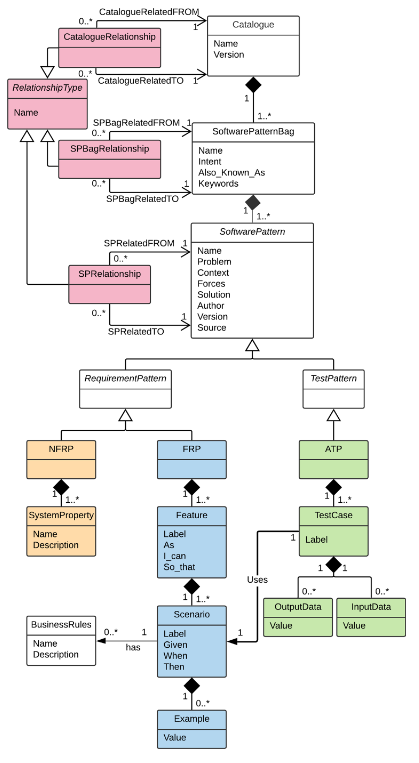 CatalogueRelatedFROM
0..*
1
Catalogue
Name
Version
CatalogueRelationship
0..*
1
CatalogueRelatedTO
RelationshipType
Name
1
1..*
SPBagRelatedFROM
0..*
1
SoftwarePatternBag
Name
Intent
Also_Known_As
Keywords
SPBagRelationship
0..*
1
SPBagRelatedTO
1
1..*
SPRelatedFROM
0..*
1
SoftwarePattern
Name
Problem
Context
Forces
Solution
Author
Version
Source
SPRelationship
0..*
1
SPRelatedTO
RequirementPattern
TestPattern
NFRP
FRP
ATP
1
1..*
1
1..*
1
1..*
SystemProperty
Name
Description
Feature
Label
As
I_can
So_that
TestCase
Label
1
1
1..*
Uses
1
1
0..*
0..*
OutputData
Value
InputData
Value
BusinessRules
Name
Description
0..*
1
has
Scenario
Label
Given
When
Then
1
1
0..*
Example
Value